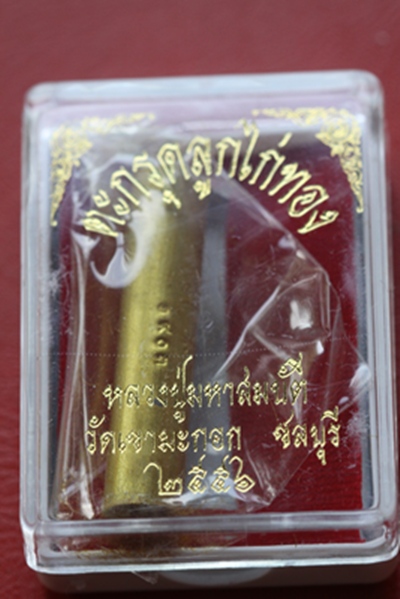 ตะกรุดลูกไก่ทอง
หลวงปู่มหาสมบัติ
วัดเขามะกอก ชลบุรี
๒๕๕๖